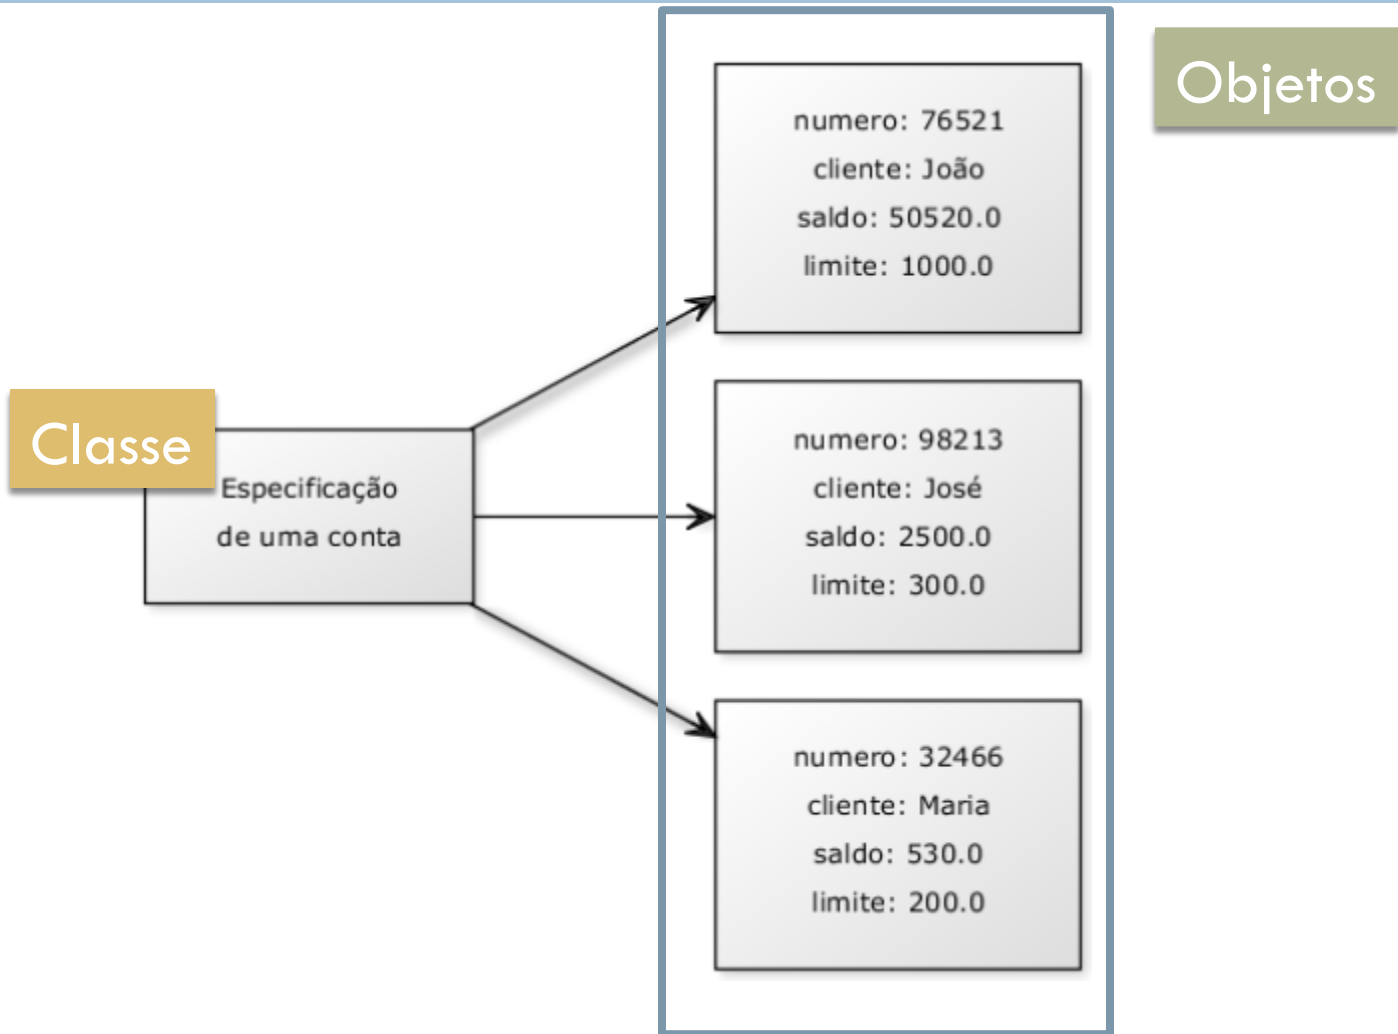 Objetos
numero: 76521
cliente: João
saldo: 50520.0
limite: 1000.0
Classe
Especificação
de uma conta
numero: 98213
cliente: José
saldo: 2500.0
limite: 300.0
numero: 32466
cliente: Maria
saldo: 530.0
limite: 200.0